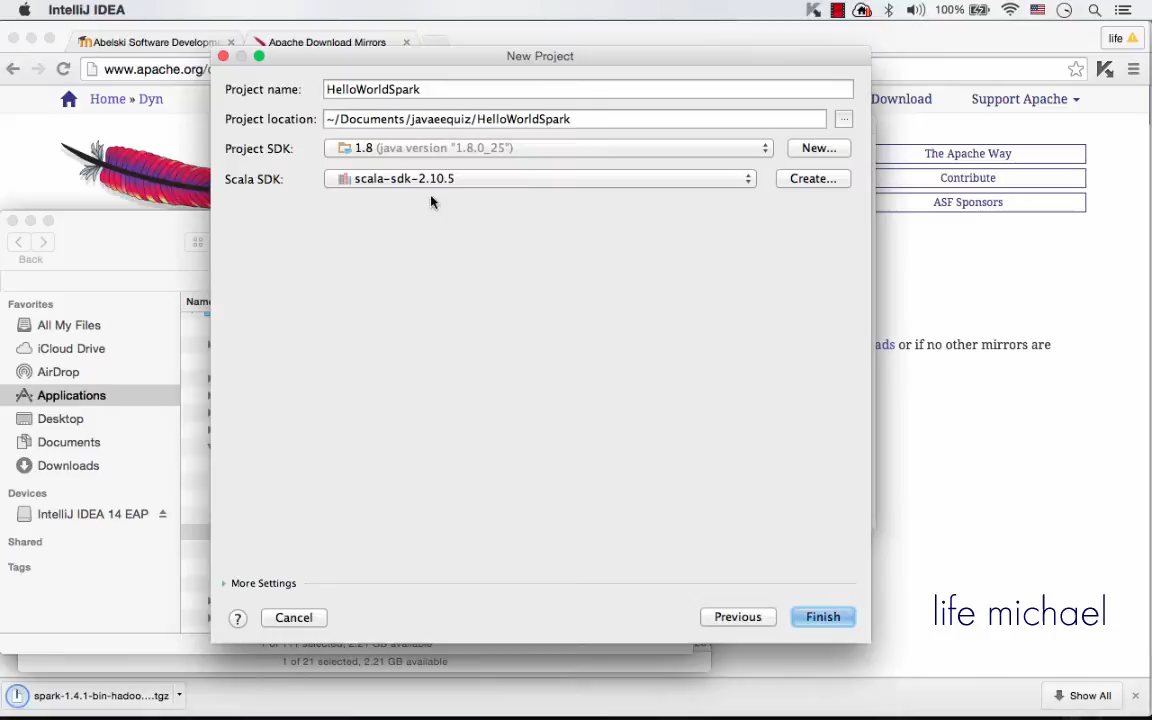 IntelliJ IDEA
100%
Abelski Software Developm
Apache Download Mirrors
life
www.apache.org/
New Project
Home » Dyn
Download
Support Apache
Project name:
HelloWorldSpark
Project location:
~/Documents/javaeequiz/HelloWorldSpark
...
Project SDK:
1.8 (java version "1.8.0_25")
New...
Scala SDK:
scala-sdk-2.10.5
Create...
The Apache Way
Contribute
ASF Sponsors
Back
Favorites
Name
All My Files
iCloud Drive
AirDrop
Applications
Desktop
Documents
Downloads
Devices
IntelliJ IDEA 14 EAP
Shared
Tags
ads or if no other mirrors are
More Settings
?
Cancel
Previous
Finish
life michael
1 of 21 selected, 2.21 GB available
spark-1.4.1-bin-hadoo....tgz
Show All